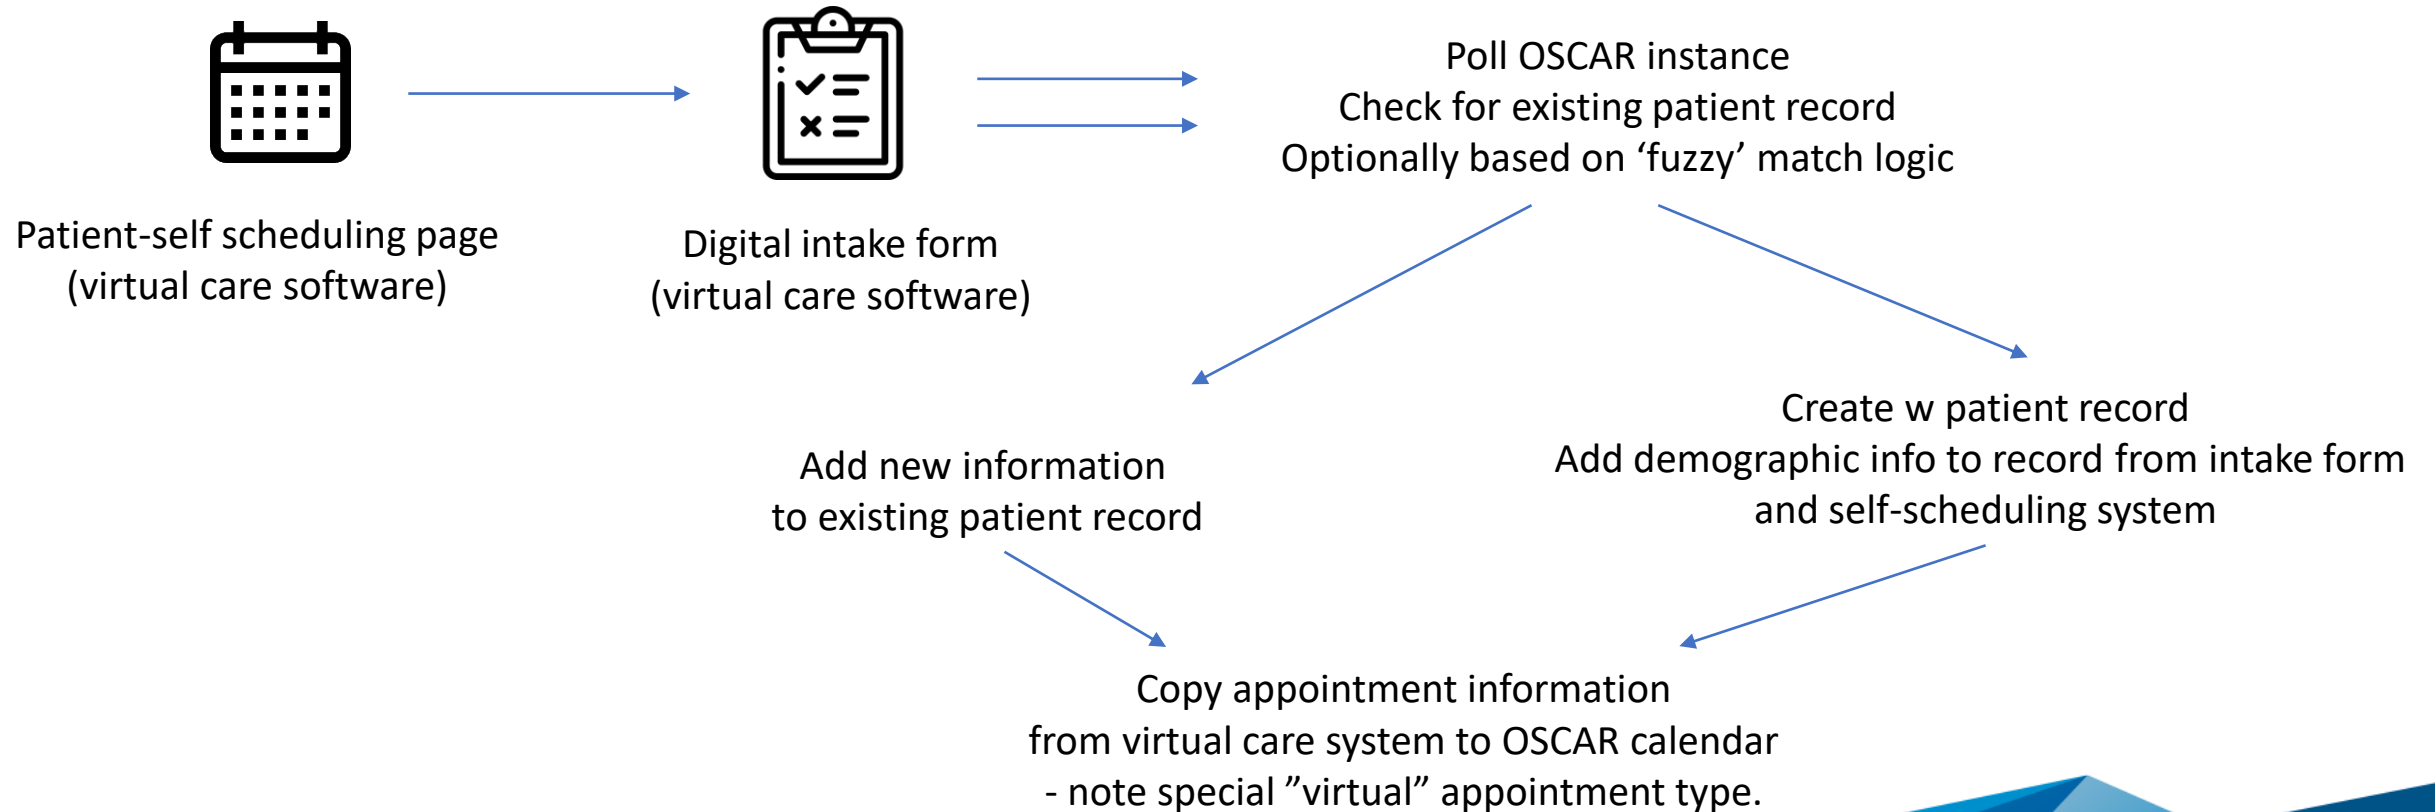 Patient-self scheduling page
(virtual care software)
Digital intake form
(virtual care software)
Poll OSCAR instance
Check for existing patient record
Optionally based on ‘fuzzy’ match logic
Add new information
to existing patient record
Create w patient record
Add demographic info to record from intake form
and self-scheduling system
Copy appointment information
from virtual care system to OSCAR calendar
- note special ”virtual” appointment type.